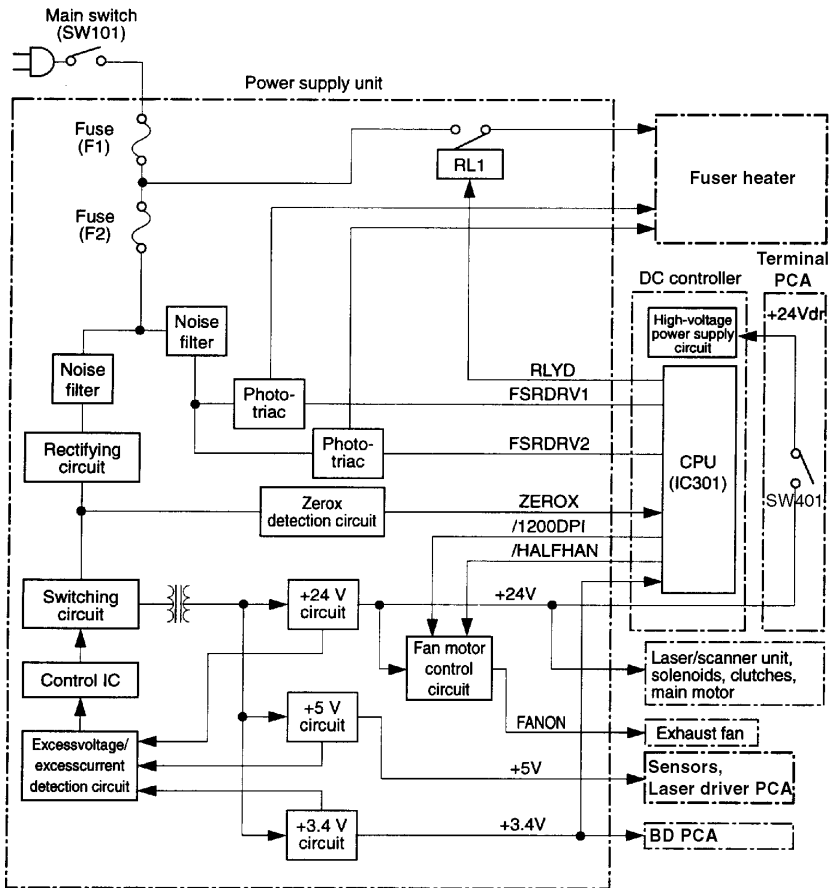 Main switch
(SW101)
Power supply unit
Fuse
(F1)
RL1
Fuser heater
Fuse
(F2)
Terminal
PCA
DC controller
+24Vdr
Noise
filter
High-voltage
power supply
circuit
Noise
filter
RLYD
Photo-
triac
FSRDRV1
Rectifying
circuit
Photo-
triac
FSRDRV2
CPU
(IC301)
Zerox
detection circuit
ZEROX
SW401
/1200DPI
/HALFHAN
Switching
circuit
+24 V
circuit
+24V
Fan motor
control
circuit
Laser/scanner unit,
solenoids, clutches,
main motor
Control IC
+5 V
circuit
FANON
Exhaust fan
Excessvoltage/
excesscurrent
detection circuit
+5V
Sensors,
Laser driver PCA
+3.4 V
circuit
+3.4V
BD PCA